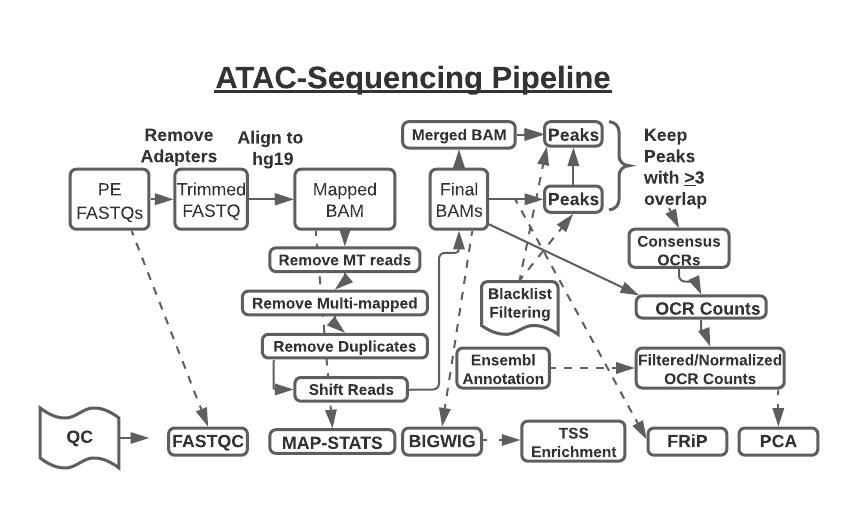 ATAC-Sequencing Pipeline
Remove
Adapters
Align to
hg19
PE
FASTQs
Trimmed
FASTQ
Mapped
BAM
Merged BAM
Final
BAMs
Peaks
Peaks
Keep
Peaks
with ≥3
overlap
Consensus
OCRs
Remove MT reads
Remove Multi-mapped
Remove Duplicates
Shift Reads
Blacklist
Filtering
OCR Counts
Ensembl
Annotation
Filtered/Normalized
OCR Counts
QC
FASTQC
MAP-STATS
BIGWIG
TSS
Enrichment
FRiP
PCA